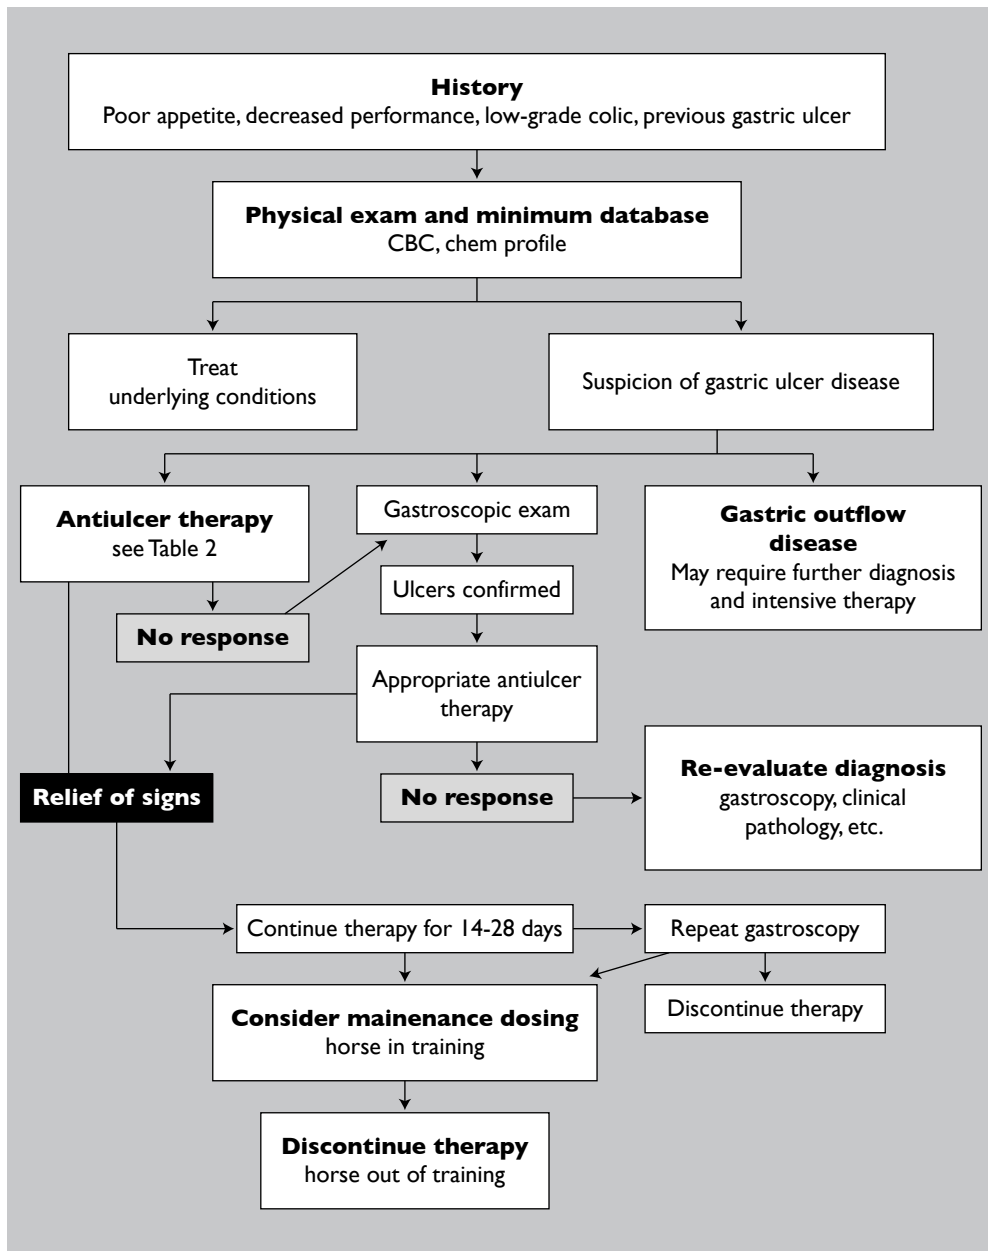 History
Poor appetite, decreased performance, low-grade colic, previous gastric ulcer
Physical exam and minimum database
CBC, chem profile
Treat
underlying conditions
Suspicion of gastric ulcer disease
Antiulcer therapy
see Table 2
Gastroscopic exam
Gastric outflow
disease
May require further diagnosis
and intensive therapy
Ulcers confirmed
No response
Appropriate antiulcer
therapy
Relief of signs
No response
Re-evaluate diagnosis
gastroscopy, clinical
pathology, etc.
Continue therapy for 14-28 days
Repeat gastroscopy
Consider mainenance dosing
horse in training
Discontinue therapy
Discontinue therapy
horse out of training